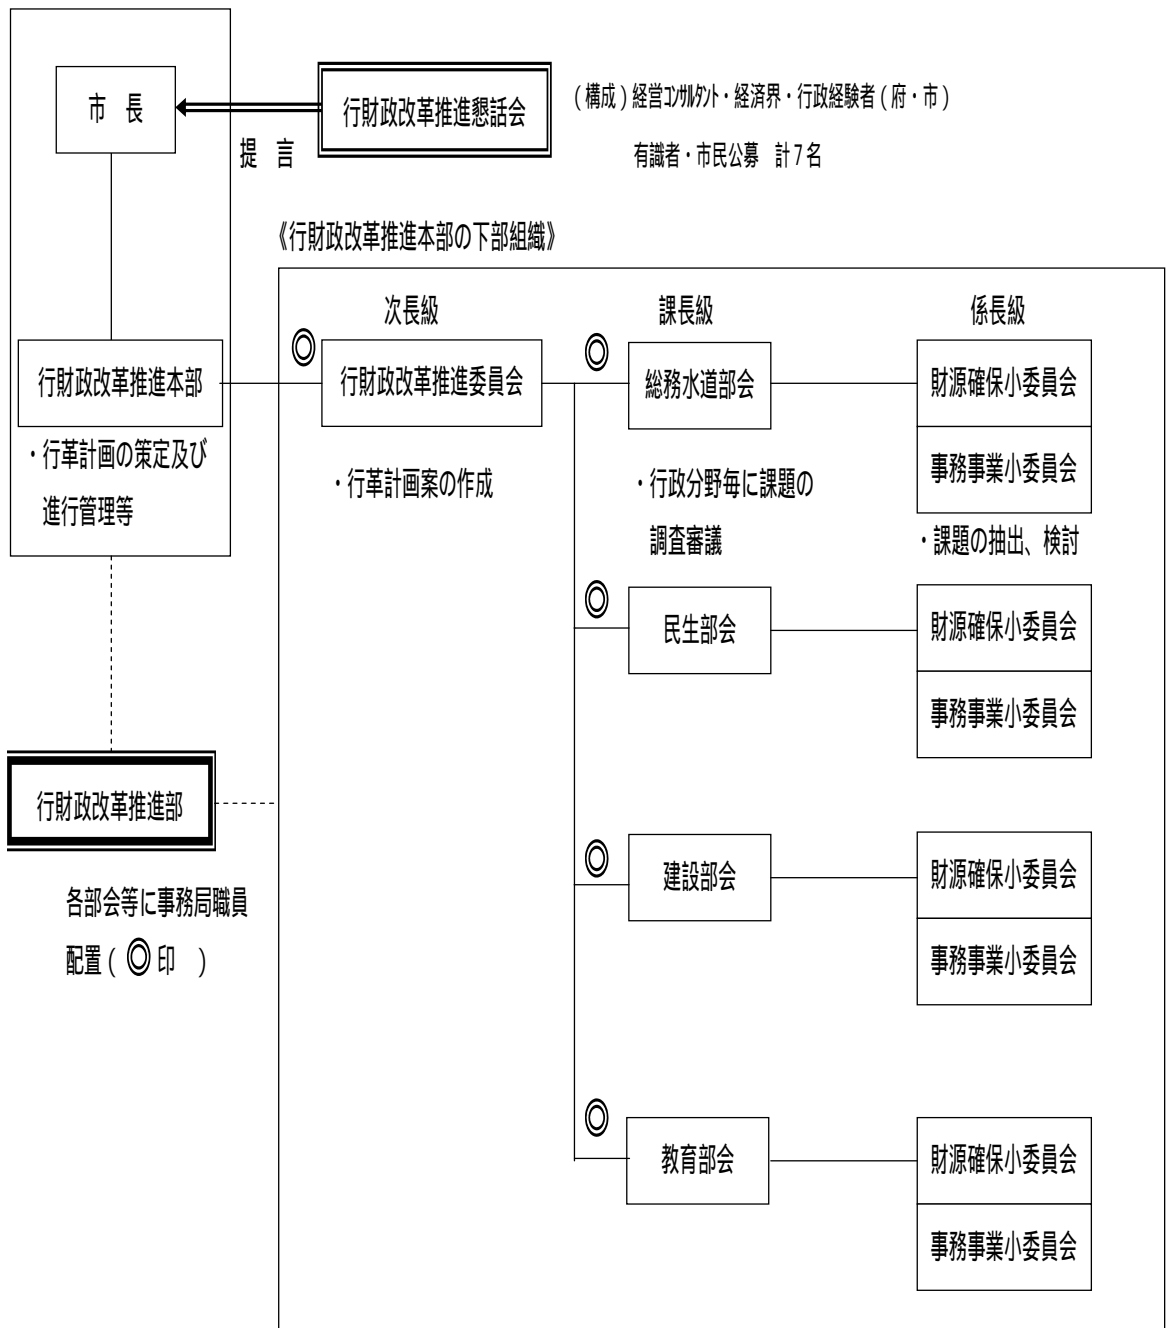 市　長
行財政改革推進懇話会
(構成)経営ｺﾝｻﾙﾀﾝﾄ・経済界・行政経験者(府・市)
提　言
有識者・市民公募　計７名
《行財政改革推進本部の下部組織》
次長級
課長級
係長級
◎
◎
行財政改革推進本部
行財政改革推進委員会
総務水道部会
財源確保小委員会
・行革計画の策定及び
進行管理等
・行革計画案の作成
・行政分野毎に課題の
調査審議
事務事業小委員会
・課題の抽出、検討
◎
民生部会
財源確保小委員会
事務事業小委員会
行財政改革推進部
各部会等に事務局職員
配置(◎印　)
◎
建設部会
財源確保小委員会
事務事業小委員会
◎
教育部会
財源確保小委員会
事務事業小委員会